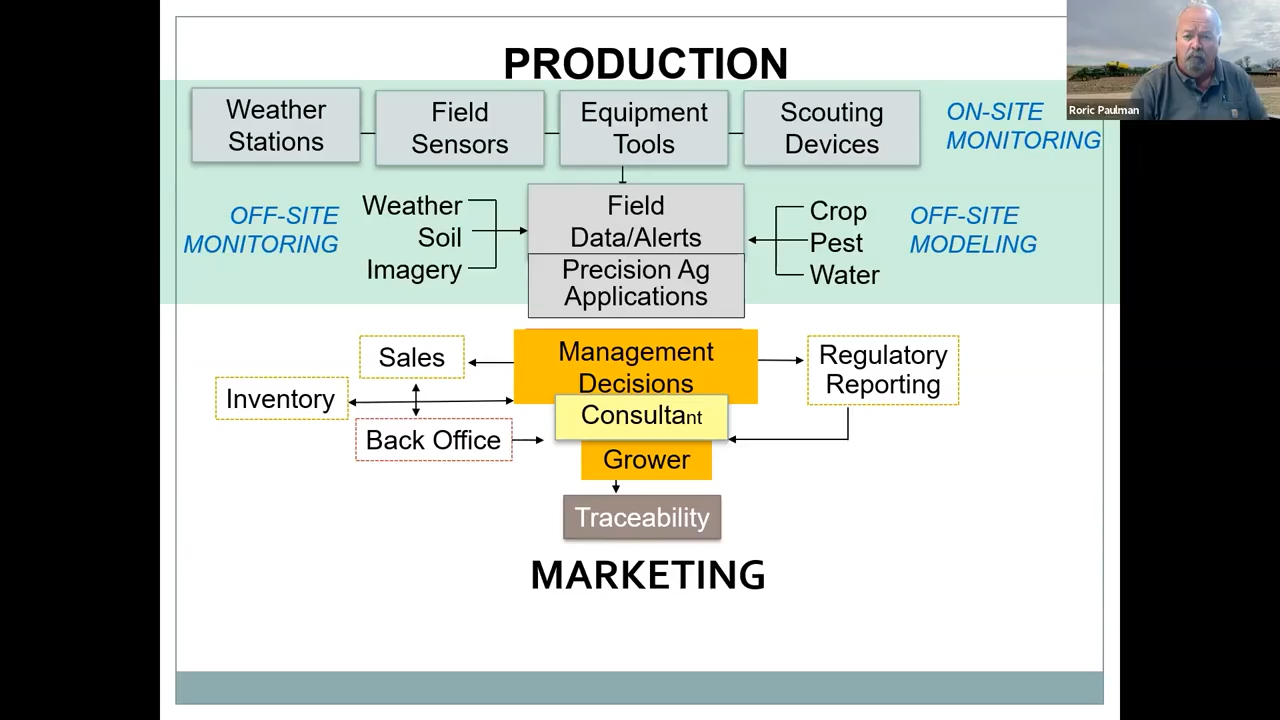 PRODUCTION
Roric Paulman
Weather
Stations
Field
Sensors
Equipment
Tools
Scouting
Devices
ON-SITE
MONITORING
OFF-SITE
MONITORING
Weather
Soil
Imagery
Field
Data/Alerts
Precision Ag
Applications
Crop
Pest
Water
OFF-SITE
MODELING
Sales
Inventory
Back Office
Management
Decisions
Consultant
Grower
Regulatory
Reporting
Traceability
MARKETING